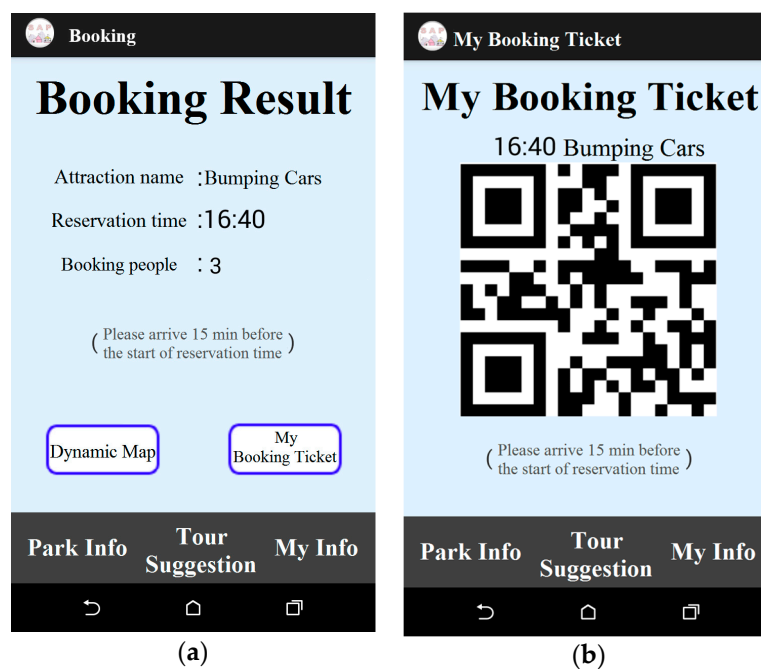 Booking
Booking Result
Attraction name :Bumping Cars
Reservation time :16:40
Booking people : 3
( Please arrive 15 min before
the start of reservation time )
Dynamic Map
My
Booking Ticket
Park Info
Tour
Suggestion
My Info
(a)
My Booking Ticket
My Booking Ticket
16:40 Bumping Cars
( Please arrive 15 min before
the start of reservation time )
Park Info
Tour
Suggestion
My Info
(b)